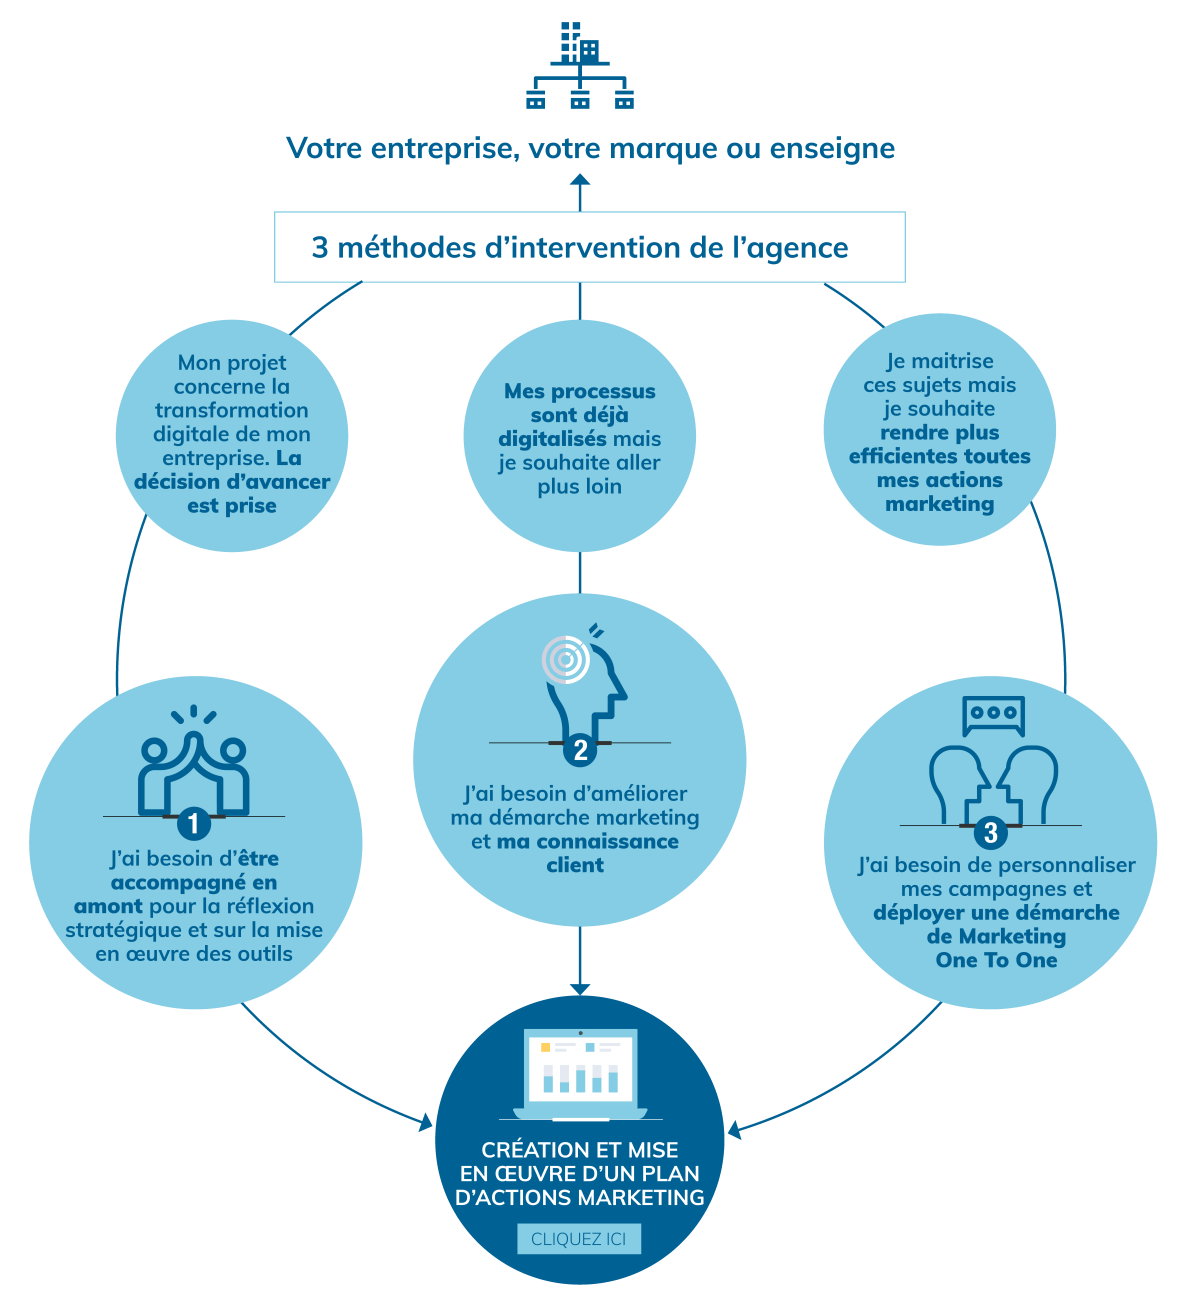 Votre entreprise, votre marque ou enseigne
3 méthodes d’intervention de l’agence
Mon projet
concerne la
transformation
digitale de mon
entreprise. La
décision d’avancer
est prise
Mes processus
sont déjà
digitalisés mais
je souhaite aller
plus loin
Je maitrise
ces sujets mais
je souhaite
rendre plus
efficientes toutes
mes actions
marketing
1
J’ai besoin d’être
accompagné en
amont pour la réflexion
stratégique et sur la mise
en œuvre des outils
2
J’ai besoin d’améliorer
ma démarche marketing
et ma connaissance
client
3
J’ai besoin de personnaliser
mes campagnes et
déployer une démarche
de Marketing
One To One
CRÉATION ET MISE
EN ŒUVRE D’UN PLAN
D’ACTIONS MARKETING
CLIQUEZ ICI